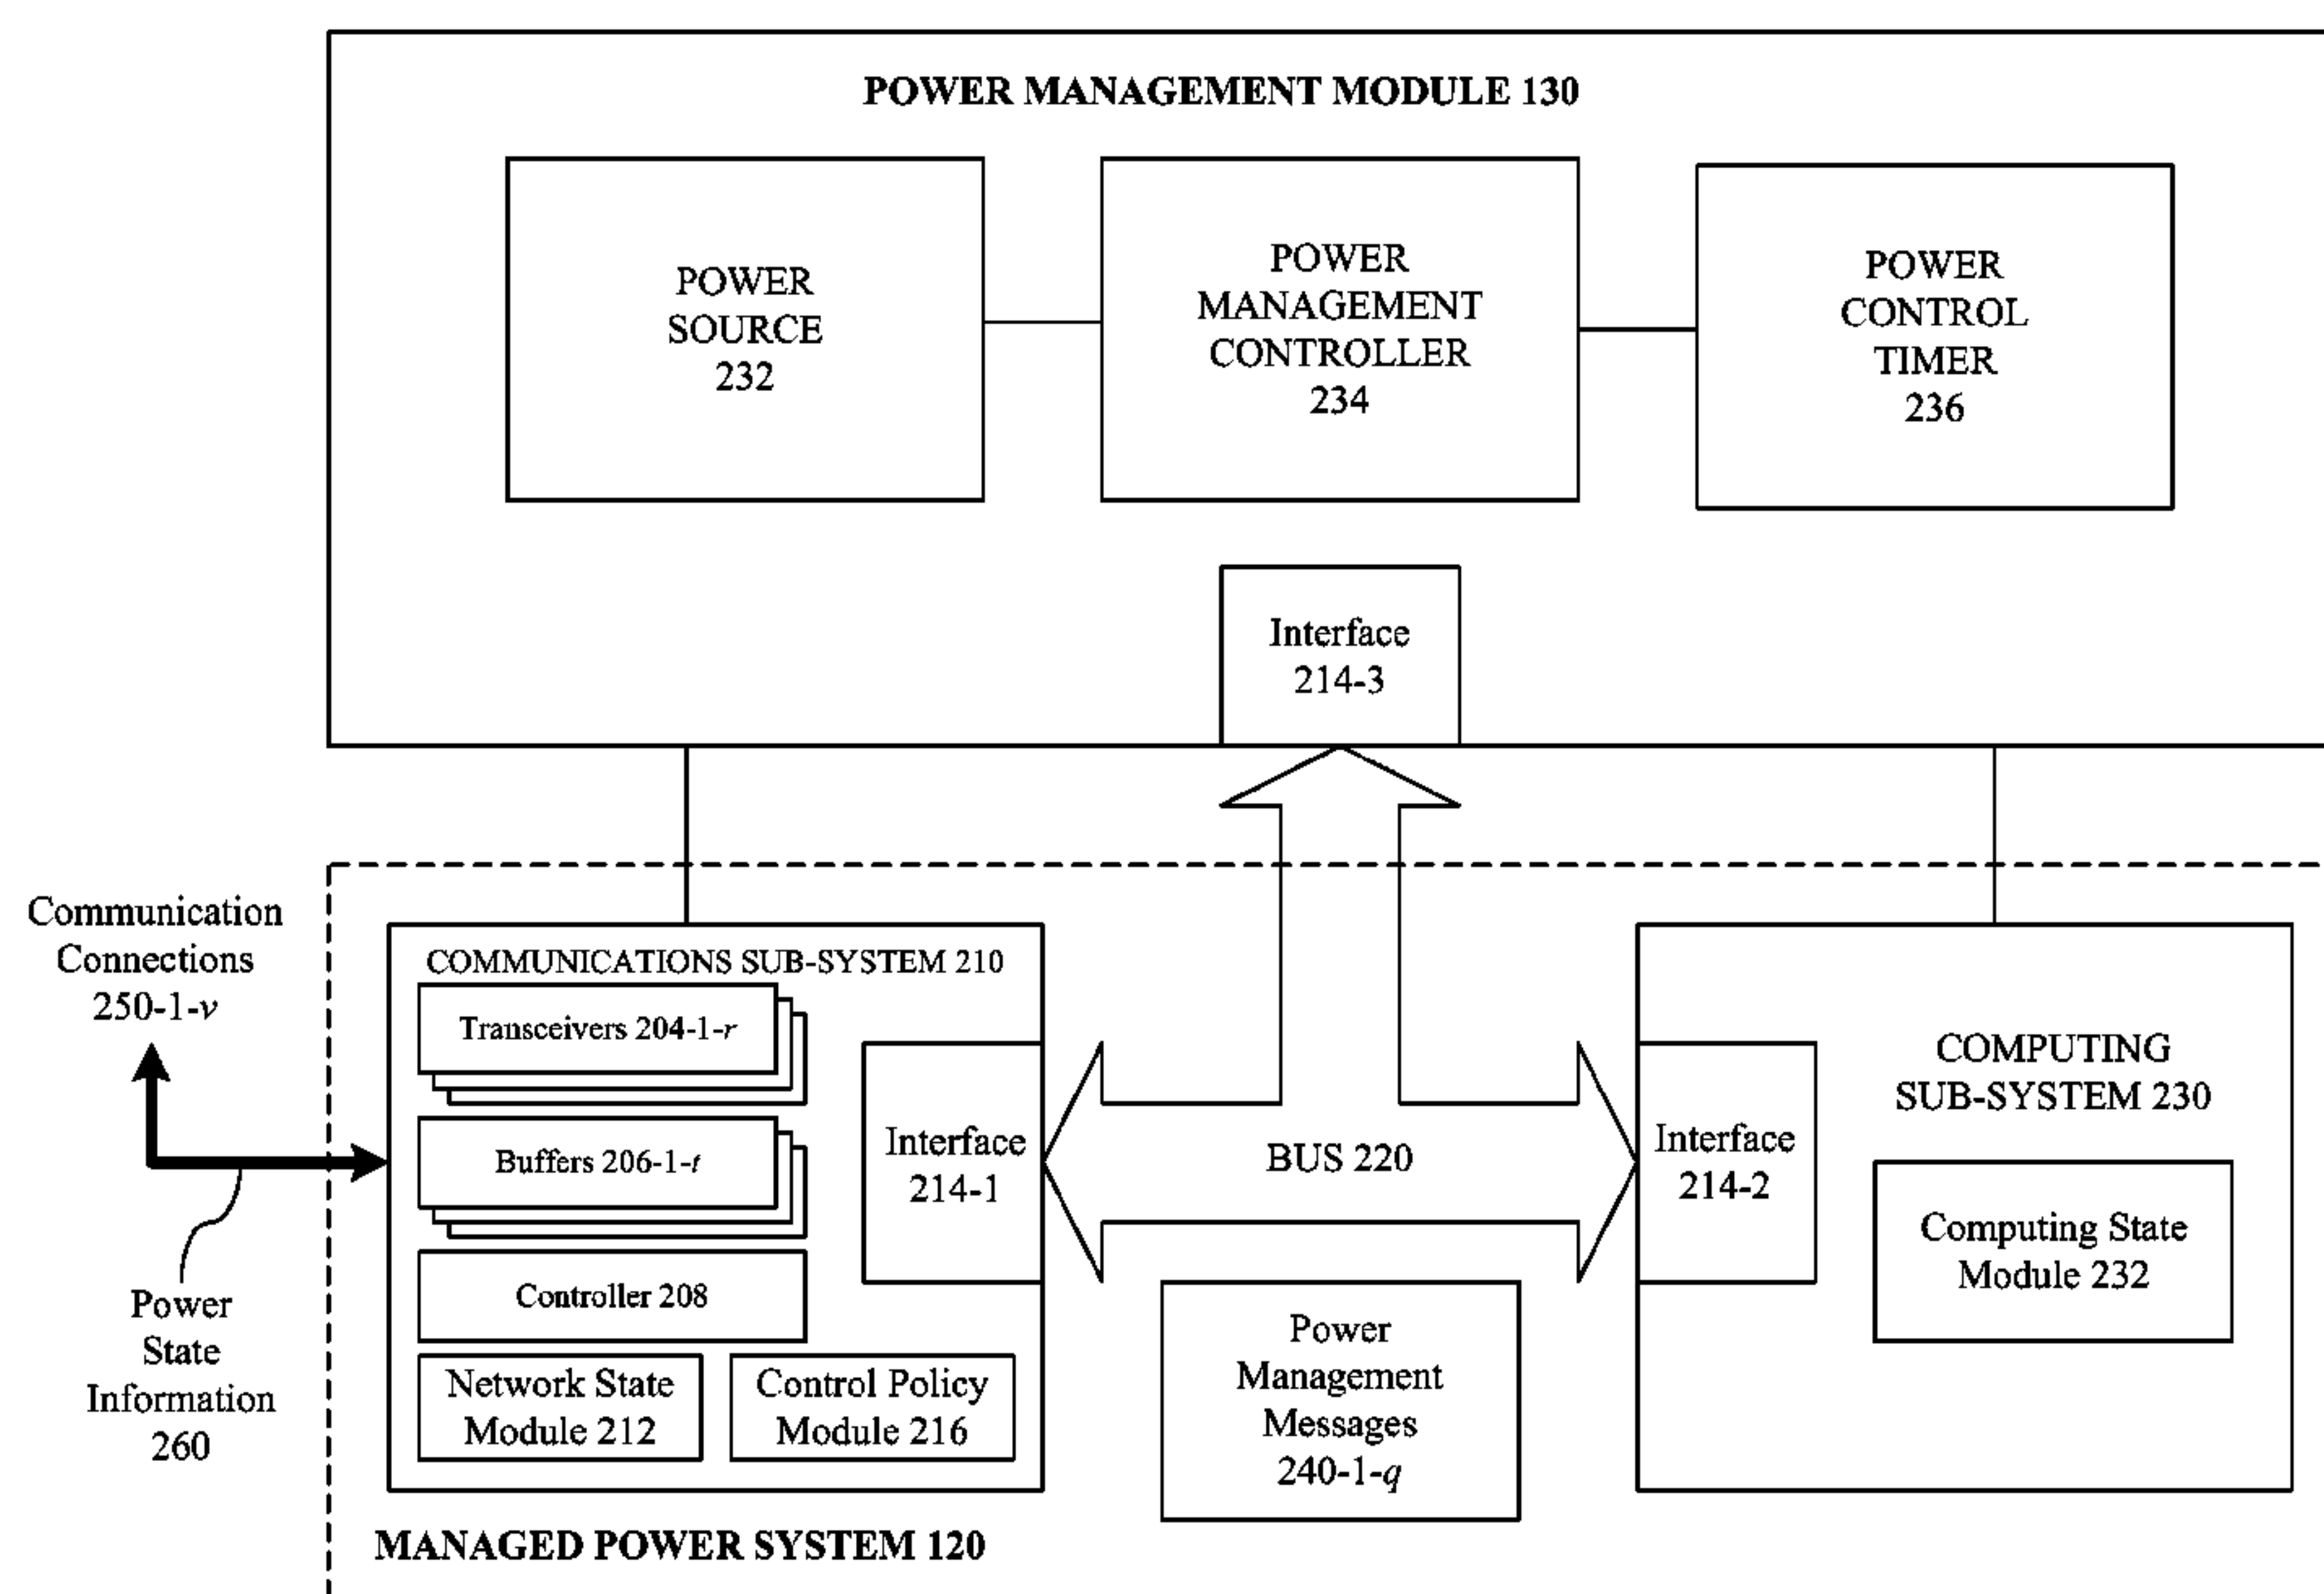 POWER MANAGEMENT MODULE 130
POWER
SOURCE
232
POWER
MANAGEMENT
CONTROLLER
234
POWER
CONTROL
TIMER
236
Interface
214-3
Communication
Connections
250-1-v
Power
State
Information
260
COMMUNICATIONS SUB-SYSTEM 210
Transceivers 204-1-r
Buffers 206-1-t
Controller 208
Network State
Module 212
Control Policy
Module 216
Interface
214-1
BUS 220
Power
Management
Messages
240-1-q
Interface
214-2
COMPUTING
SUB-SYSTEM 230
Computing State
Module 232
MANAGED POWER SYSTEM 120